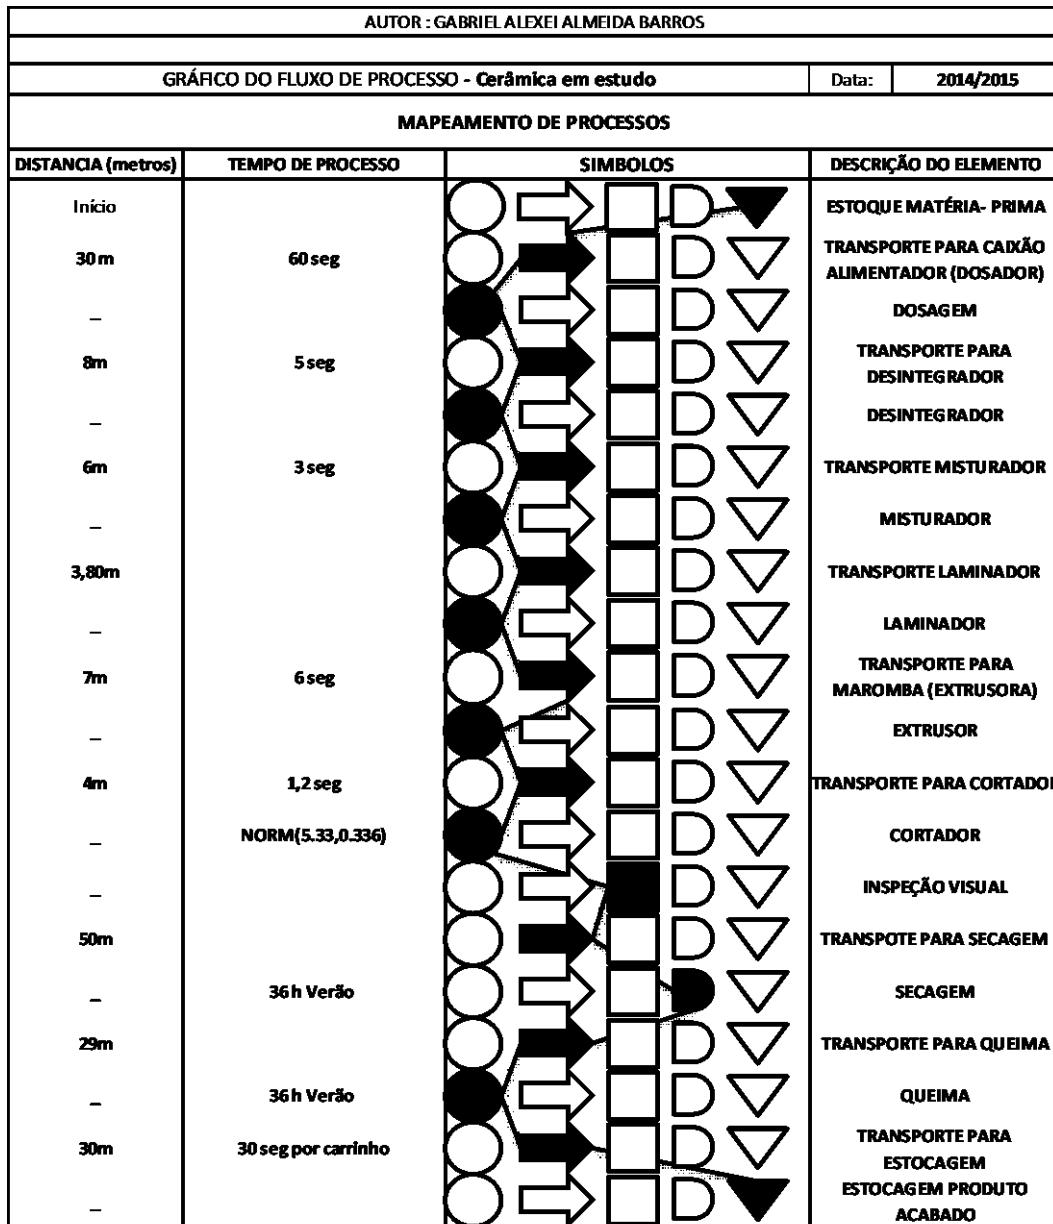 AUTOR : GABRIEL ALEXEI ALMEIDA BARROS
GRÁFICO DO FLUXO DE PROCESSO - Cerâmica em estudo Data: 2014/2015
MAPEAMENTO DE PROCESSOS
DISTANCIA (metros) TEMPO DE PROCESSO SIMBOLOS DESCRIÇÃO DO ELEMENTO
Início ESTOQUE MATÉRIA- PRIMA
30 m 60 seg TRANSPORTE PARA CAIXÃO
ALIMENTADOR (DOSADOR)
_ DOSAGEM
8m 5 seg TRANSPORTE PARA
DESINTEGRADOR
_ DESINTEGRADOR
6m 3 seg TRANSPORTE MISTURADOR
_ MISTURADOR
3,80m TRANSPORTE LAMINADOR
_ LAMINADOR
7m 6 seg TRANSPORTE PARA
MAROMBA (EXTRUSORA)
_ EXTRUSOR
4m 1,2 seg TRANSPORTE PARA CORTADOR
_ NORM(5.33,0.336) CORTADOR
_ INSPEÇÃO VISUAL
50m TRANSPOTE PARA SECAGEM
_ 36 h Verão SECAGEM
29m TRANSPORTE PARA QUEIMA
_ 36 h Verão QUEIMA
30m 30 seg por carrinho TRANSPORTE PARA
ESTOCAGEM
_ ESTOCAGEM PRODUTO
ACABADO